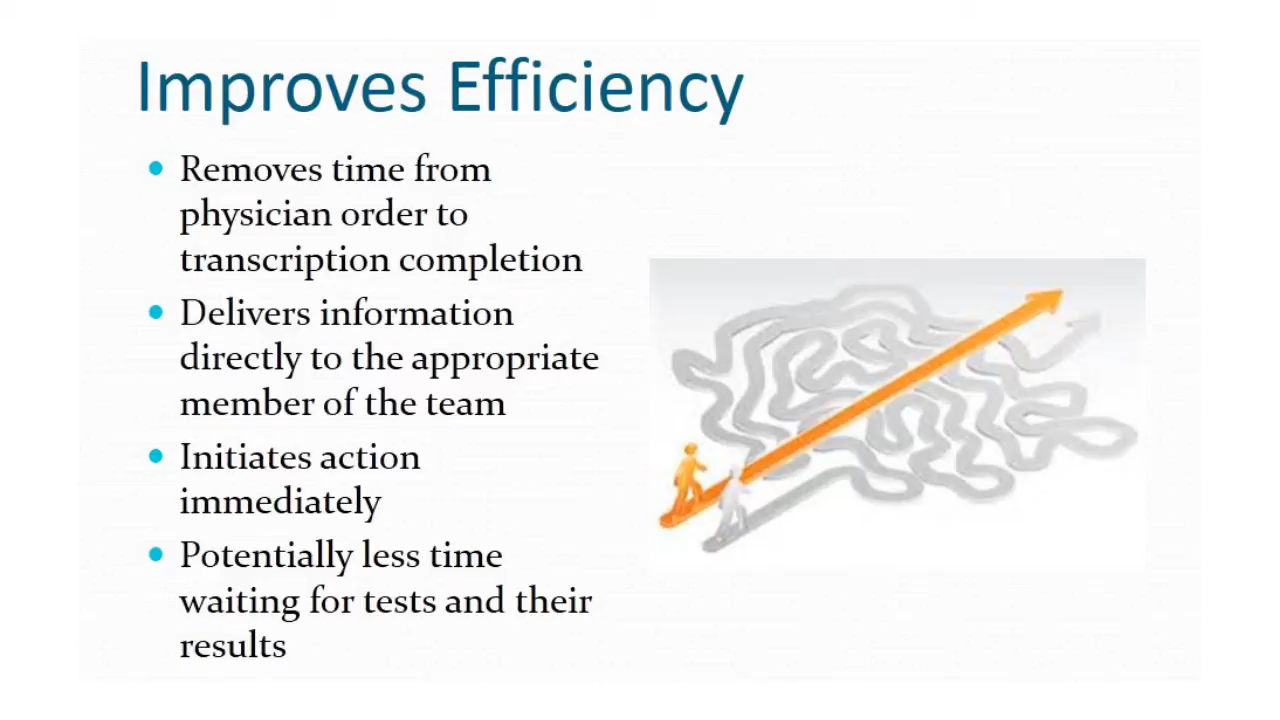 Improves Efficiency
Removes time from
physician order to
transcription completion
Delivers information
directly to the appropriate
member of the team
Initiates action
immediately
Potentially less time
waiting for tests and their
results